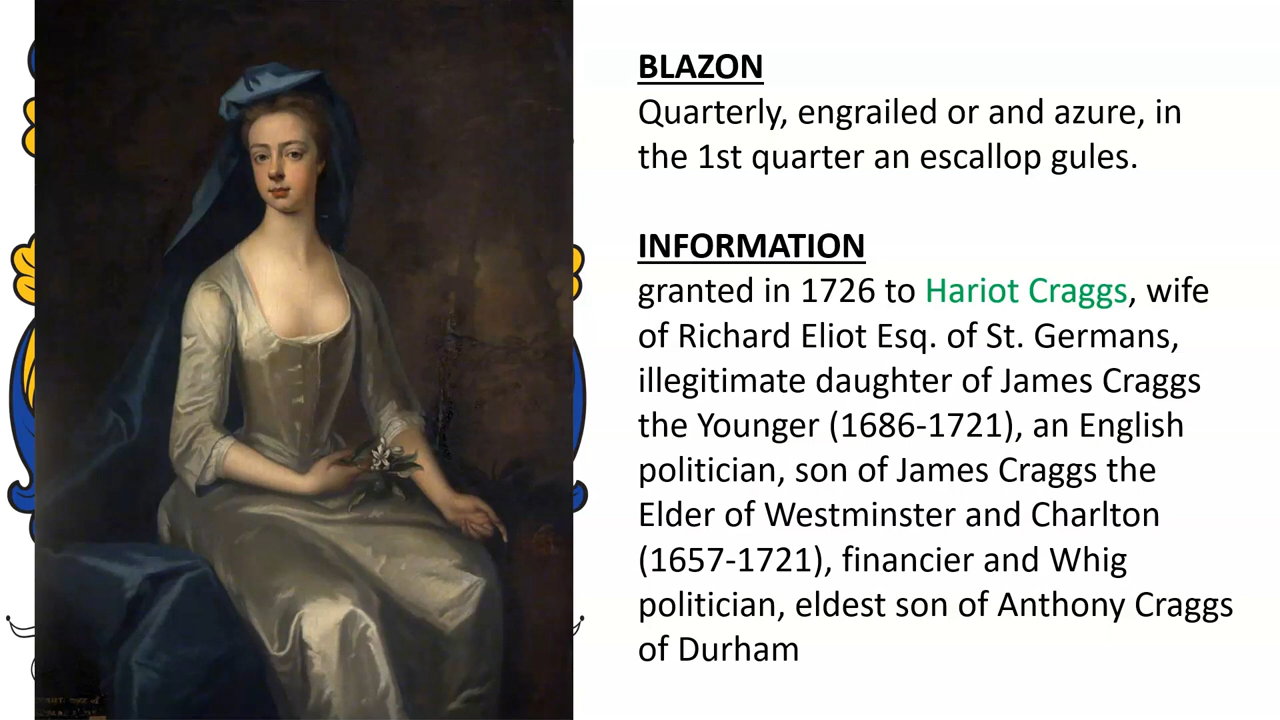 BLAZON
Quarterly, engrailed or and azure, in
the 1st quarter an escallop gules.
INFORMATION
granted in 1726 to Hariot Craggs, wife
of Richard Eliot Esq. of St. Germans,
illegitimate daughter of James Craggs
the Younger (1686-1721), an English
politician, son of James Craggs the
Elder of Westminster and Charlton
(1657-1721), financier and Whig
politician, eldest son of Anthony Craggs
of Durham